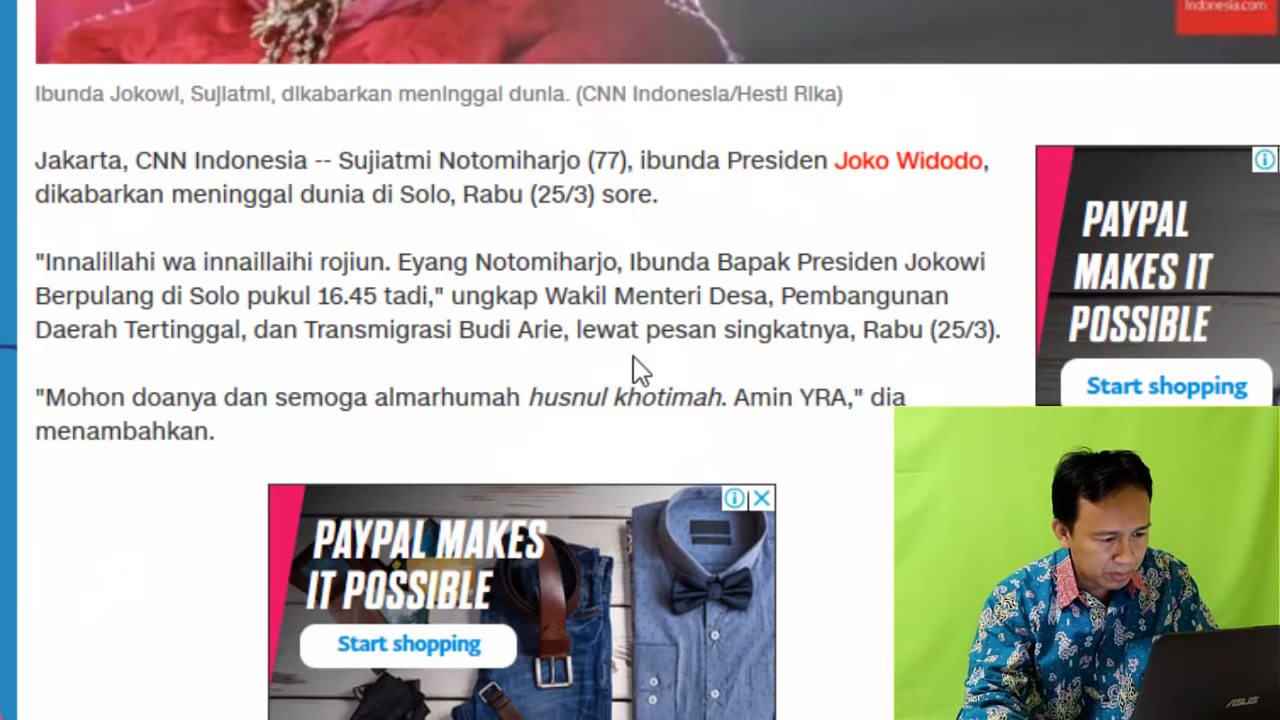 Indonesia.com
Ibunda Jokowi, Sujiatmi, dikabarkan meninggal dunia. (CNN Indonesia/Hesti Rika)
Jakarta, CNN Indonesia -- Sujiatmi Notomiharjo (77), ibunda Presiden Joko Widodo,
dikabarkan meninggal dunia di Solo, Rabu (25/3) sore.
"Innalillahi wa innaillaihi rojiun. Eyang Notomiharjo, Ibunda Bapak Presiden Jokowi
Berpulang di Solo pukul 16.45 tadi," ungkap Wakil Menteri Desa, Pembangunan
Daerah Tertinggal, dan Transmigrasi Budi Arie, lewat pesan singkatnya, Rabu (25/3).
"Mohon doanya dan semoga almarhumah husnul khotimah. Amin YRA," dia
menambahkan.
PAYPAL
MAKES IT
POSSIBLE
Start shopping
PAYPAL MAKES
IT POSSIBLE
Start shopping
ASUS